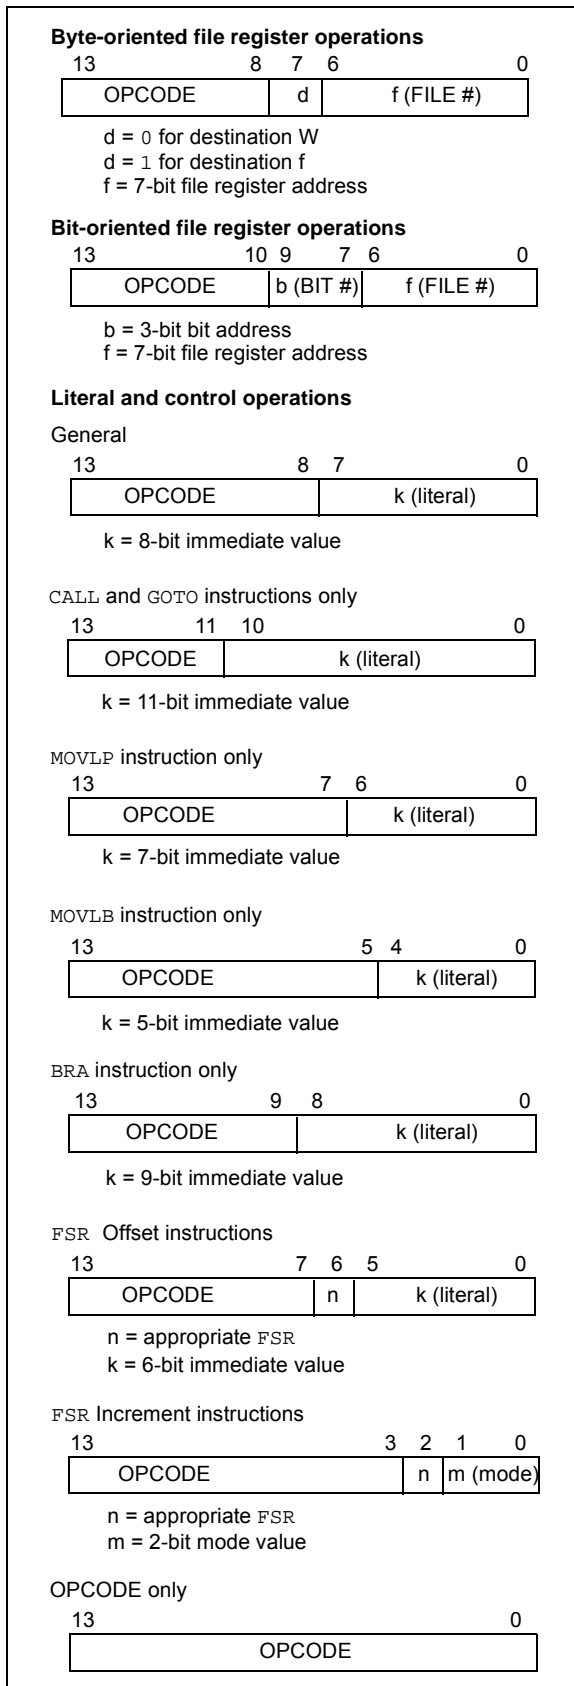 Byte-oriented file register operations
13 8 7 6 0
OPCODE d f (FILE #)
d = 0 for destination W
d = 1 for destination f
f = 7-bit file register address
Bit-oriented file register operations
13 10 9 7 6 0
OPCODE b (BIT #) f (FILE #)
b = 3-bit bit address
f = 7-bit file register address
Literal and control operations
General
13 8 7 0
OPCODE k (literal)
k = 8-bit immediate value
CALL and GOTO instructions only
13 11 10 0
OPCODE k (literal)
k = 11-bit immediate value
MOVLP instruction only
13 7 6 0
OPCODE k (literal)
k = 7-bit immediate value
MOVLB instruction only
13 5 4 0
OPCODE k (literal)
k = 5-bit immediate value
BRA instruction only
13 9 8 0
OPCODE k (literal)
k = 9-bit immediate value
FSR Offset instructions
13 7 6 5 0
OPCODE n k (literal)
n = appropriate FSR
k = 6-bit immediate value
FSR Increment instructions
13 3 2 1 0
OPCODE n m (mode)
n = appropriate FSR
m = 2-bit mode value
OPCODE only
13 0
OPCODE